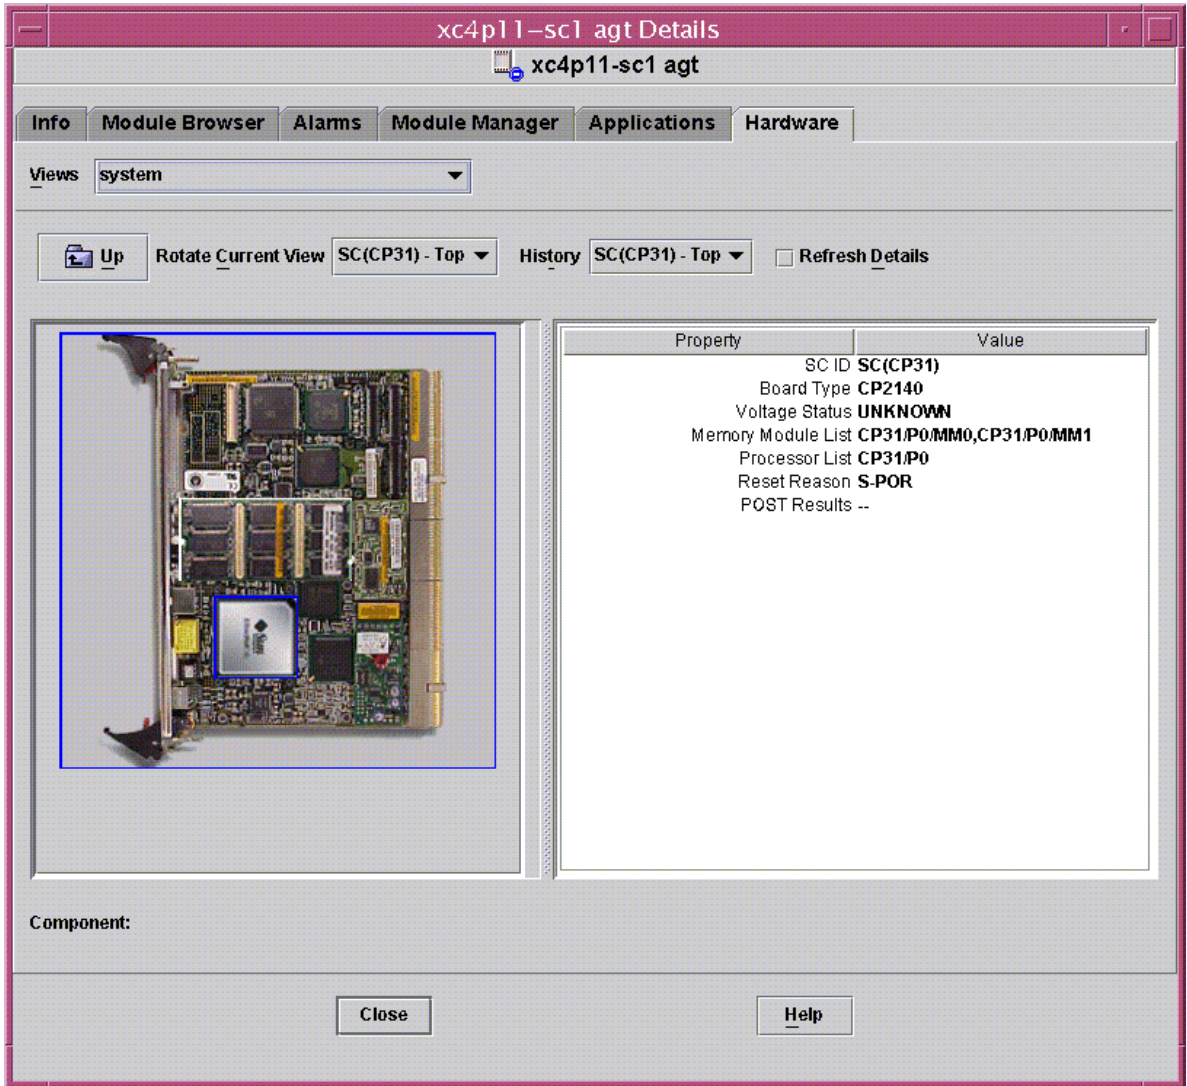 xc4p11-sc1 agt Details
xc4p11-sc1 agt
Info Module Browser Alarms Module Manager Applications Hardware
Views system
Up Rotate Current View SC(CP31) - Top History SC(CP31) - Top Refresh Details
Property Value
SC ID SC(CP31)
Board Type CP2140
Voltage Status UNKNOWN
Memory Module List CP31/P0/MM0,CP31/P0/MM1
Processor List CP31/P0
Reset Reason S-POR
POST Results --
Sun
Component:
Close Help